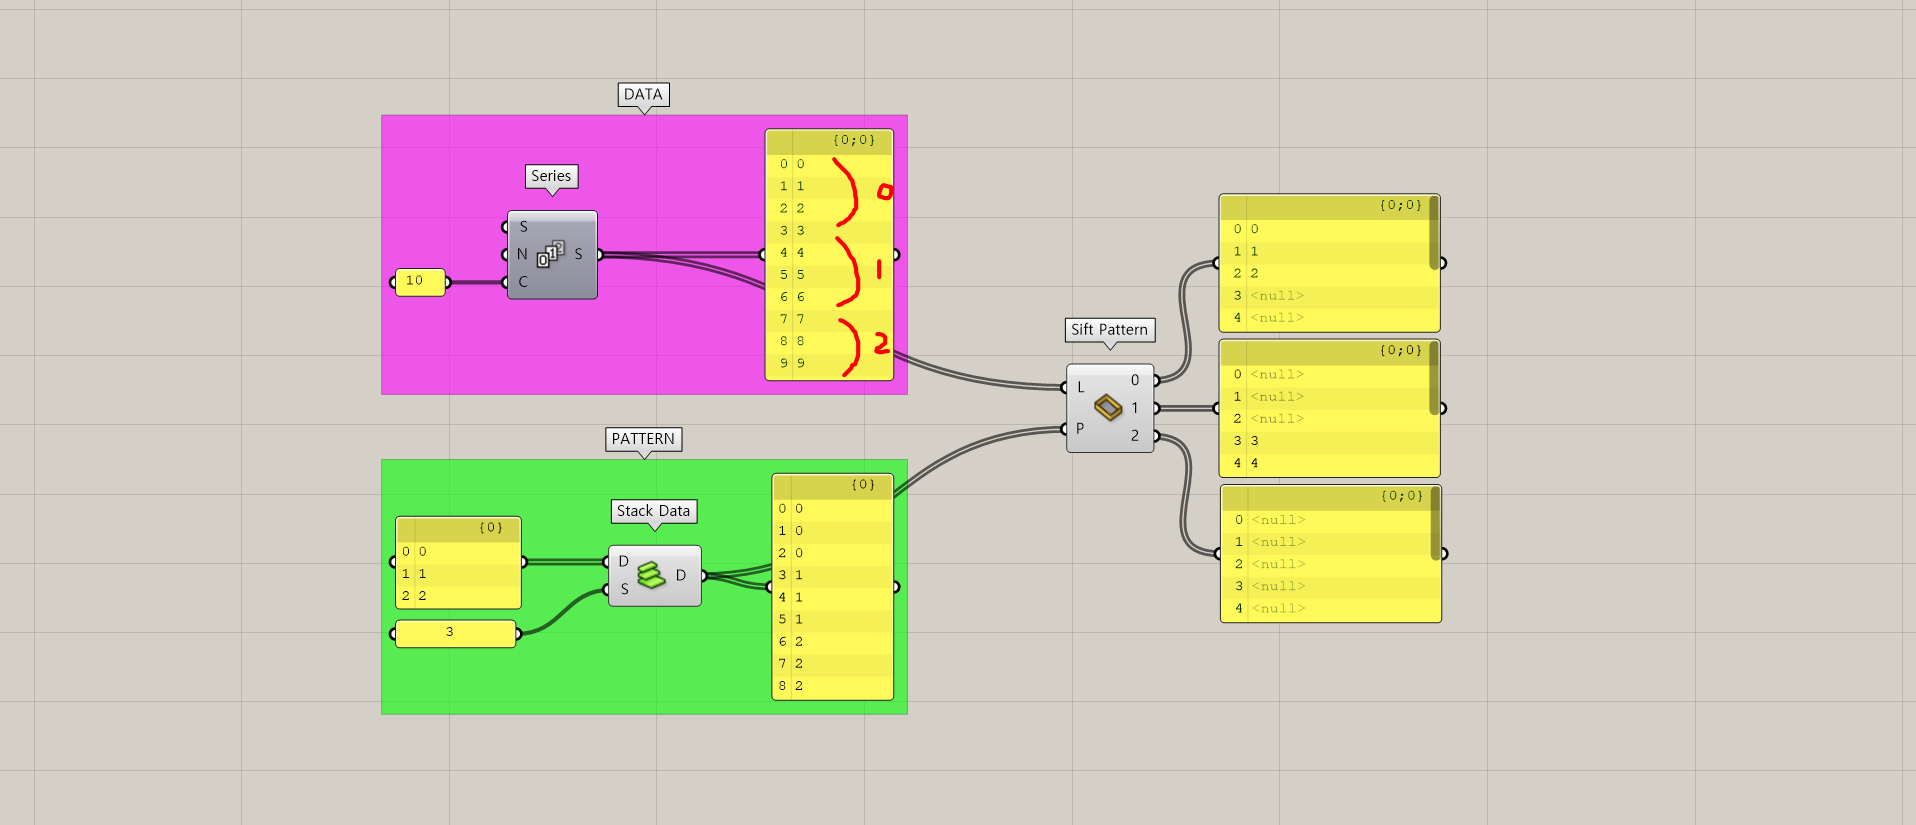 DATA
Series
S
N
C
S
10
{0;0}
0 0
1 1
2 2
3 3
4 4
5 5
6 6
7 7
8 8
9 9
0
1
2
PATTERN
{0}
0 0
1 1
2 2
3
Stack Data
D
S
D
{0}
0 0
1 0
2 0
3 1
4 1
5 1
6 2
7 2
8 2
Sift Pattern
L
P
0
1
2
{0;0}
0 0
1 1
2 2
3 <null>
4 <null>
{0;0}
0 <null>
1 <null>
2 <null>
3 3
4 4
{0;0}
0 <null>
1 <null>
2 <null>
3 <null>
4 <null>